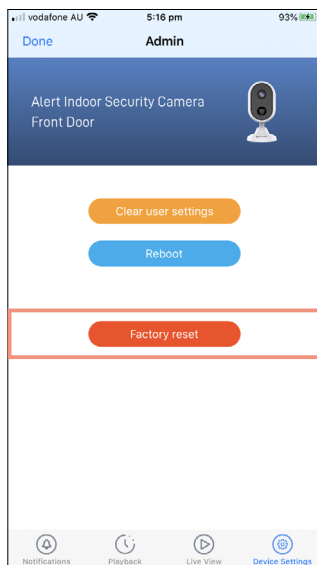 vodafone AU 5:16 pm 93%
Done Admin
Alert Indoor Security Camera
Front Door
Clear user settings
Reboot
Factory reset
Notifications Playback Live View Device Settings